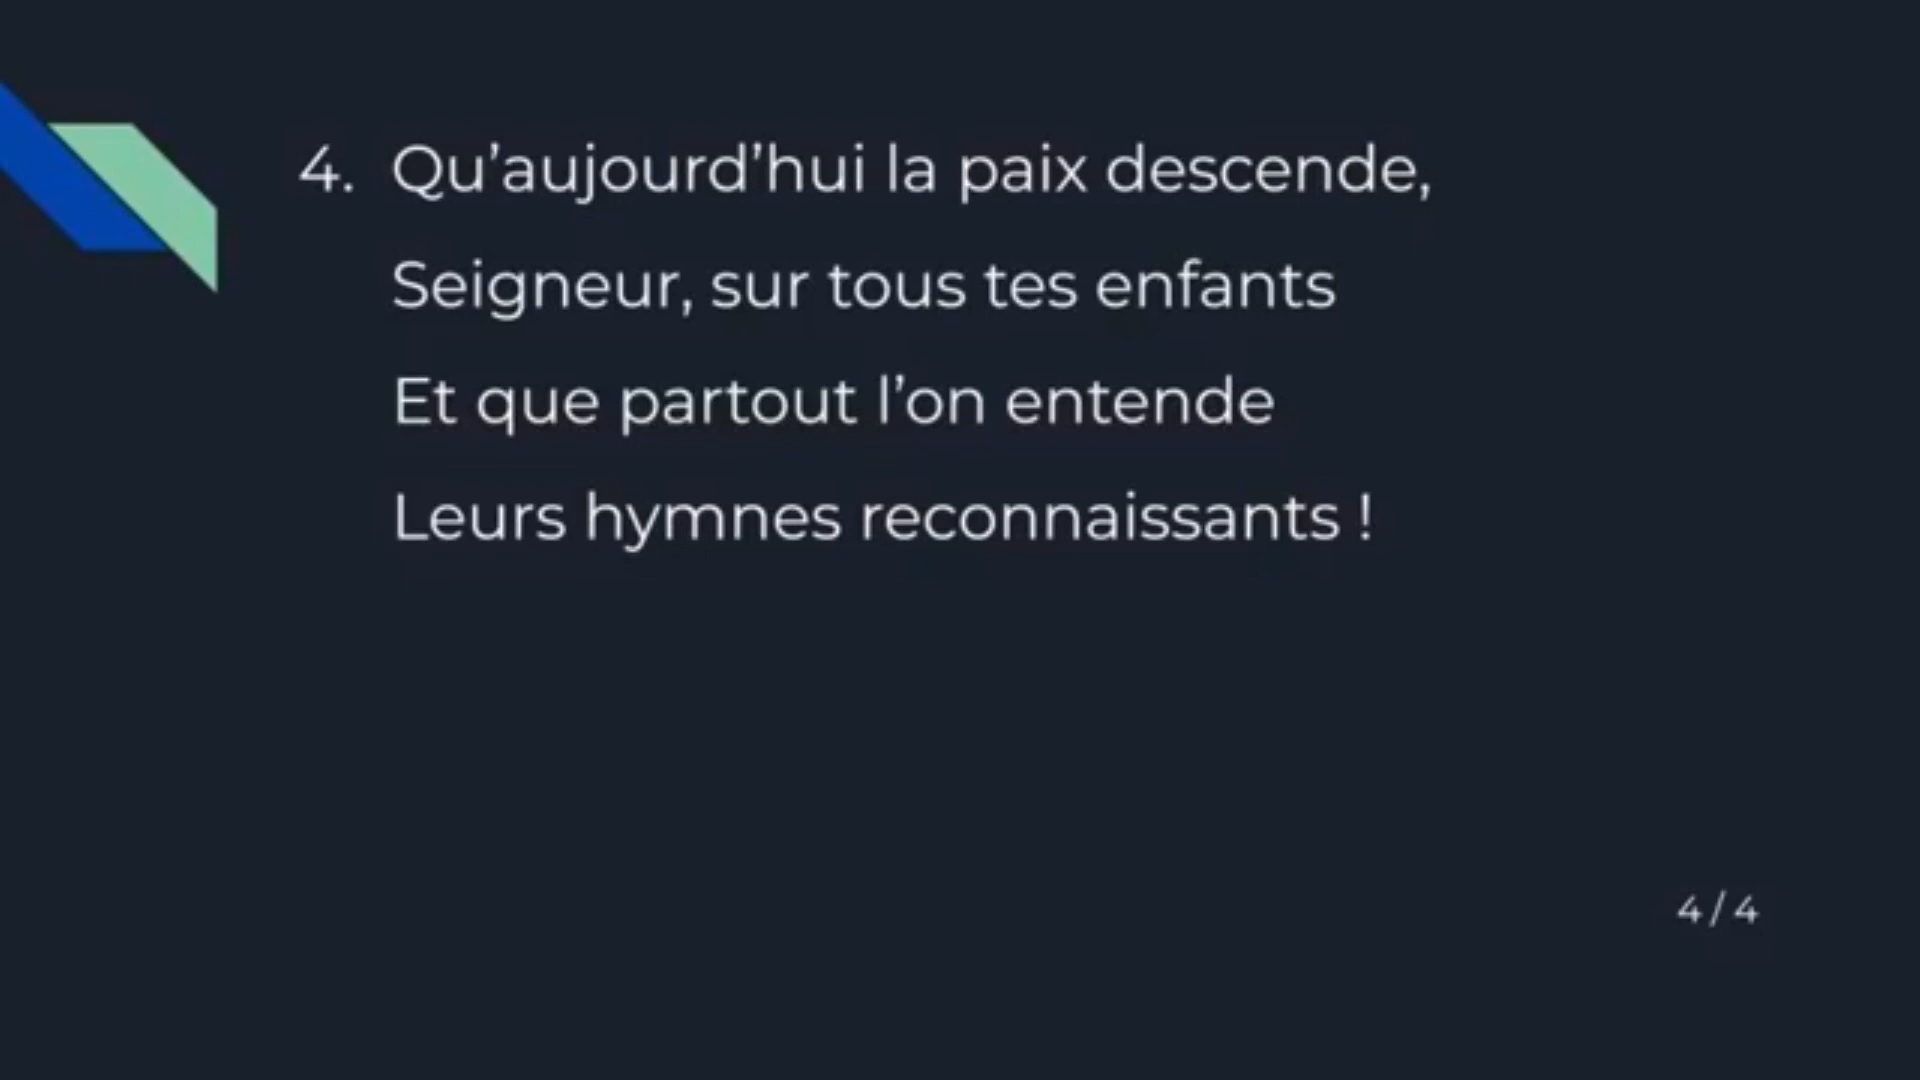 4. Qu’aujourd’hui la paix descende,
Seigneur, sur tous tes enfants
Et que partout l’on entende
Leurs hymnes reconnaissants !
4 / 4